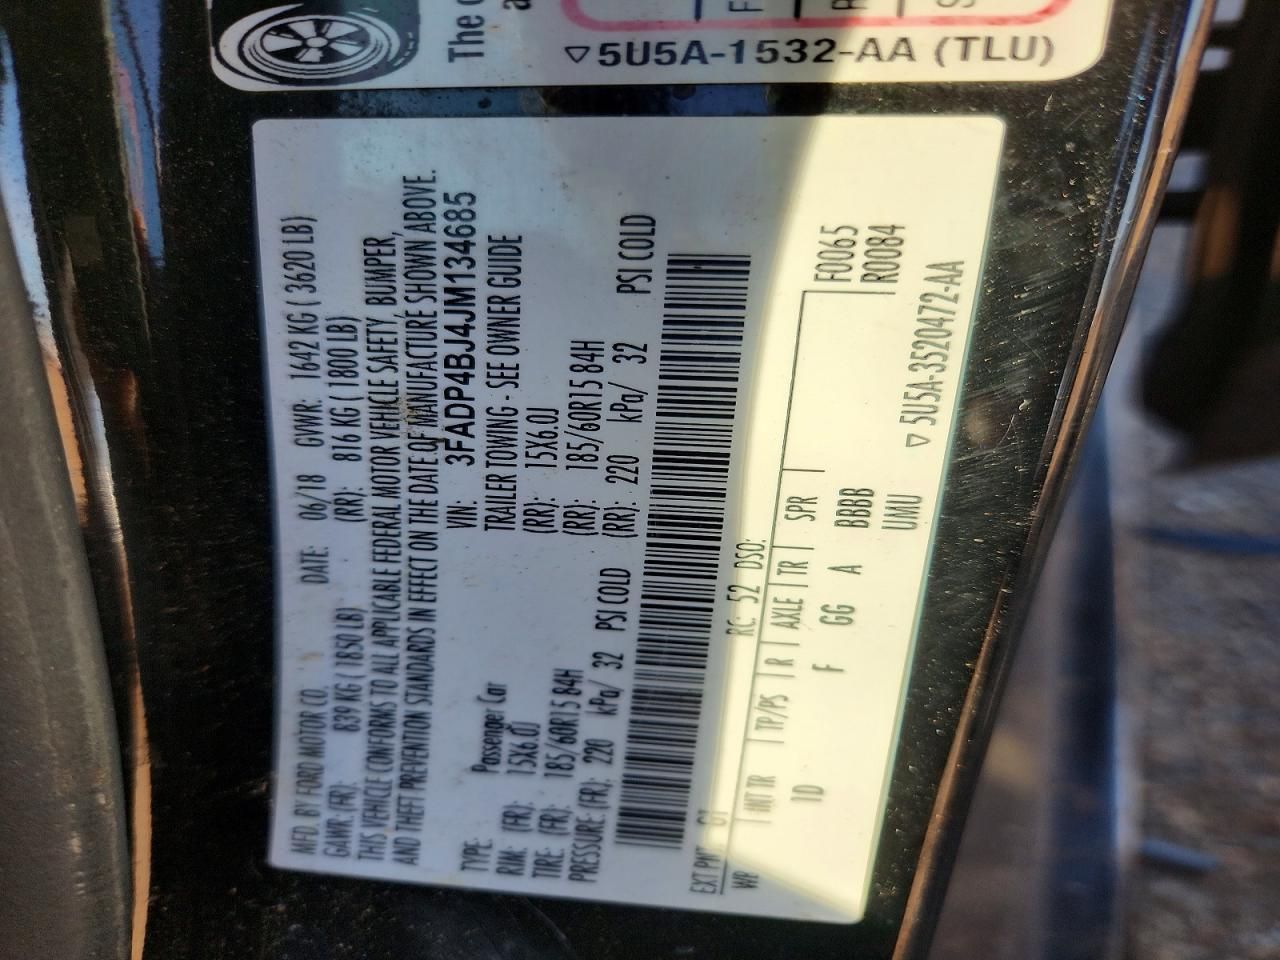 The
5U5A-1532-AA (TLU)
MFD. BY FORD MOTOR CO. DATE: 06/18 GVWR: 1642 KG ( 3620 LB)
GAWR: (FR): 839 KG ( 1850 LB) (RR): 816 KG ( 1800 LB)
THIS VEHICLE CONFORMS TO ALL APPLICABLE FEDERAL MOTOR VEHICLE SAFETY, BUMPER,
AND THEFT PREVENTION STANDARDS IN EFFECT ON THE DATE OF MANUFACTURE SHOWN ABOVE.
VIN: 3FADP4BJ4JM134685
TYPE: Passenger Car TRAILER TOWING - SEE OWNER GUIDE
RIM: (FR): 15X6.0J (RR): 15X6.0J
TIRE: (FR): 185/60R15 84H (RR): 185/60R15 84H
PRESSURE (FR): 220 kPa/ 32 PSI COLD (RR): 220 kPa/ 32 PSI COLD
EXT PNT: G1 RC: 52 DSO:
WB INT TR TP/PS R AXLE TR SPR F0065
1D F GG A BBBB R0084
UMU
5U5A-3520472-AA